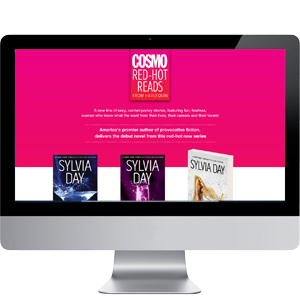 COSMO
RED-HOT
READS
FROM HARLEQUIN
A new line of sexy, contemporary stories, featuring fun, fearless,
women who know what the want from their lives, their careers and their lovers!
America's premier author of provocative fiction,
delivers the debut novel from this red-hot new series
SYLVIA
DAY
SYLVIA
DAY
SYLVIA
DAY